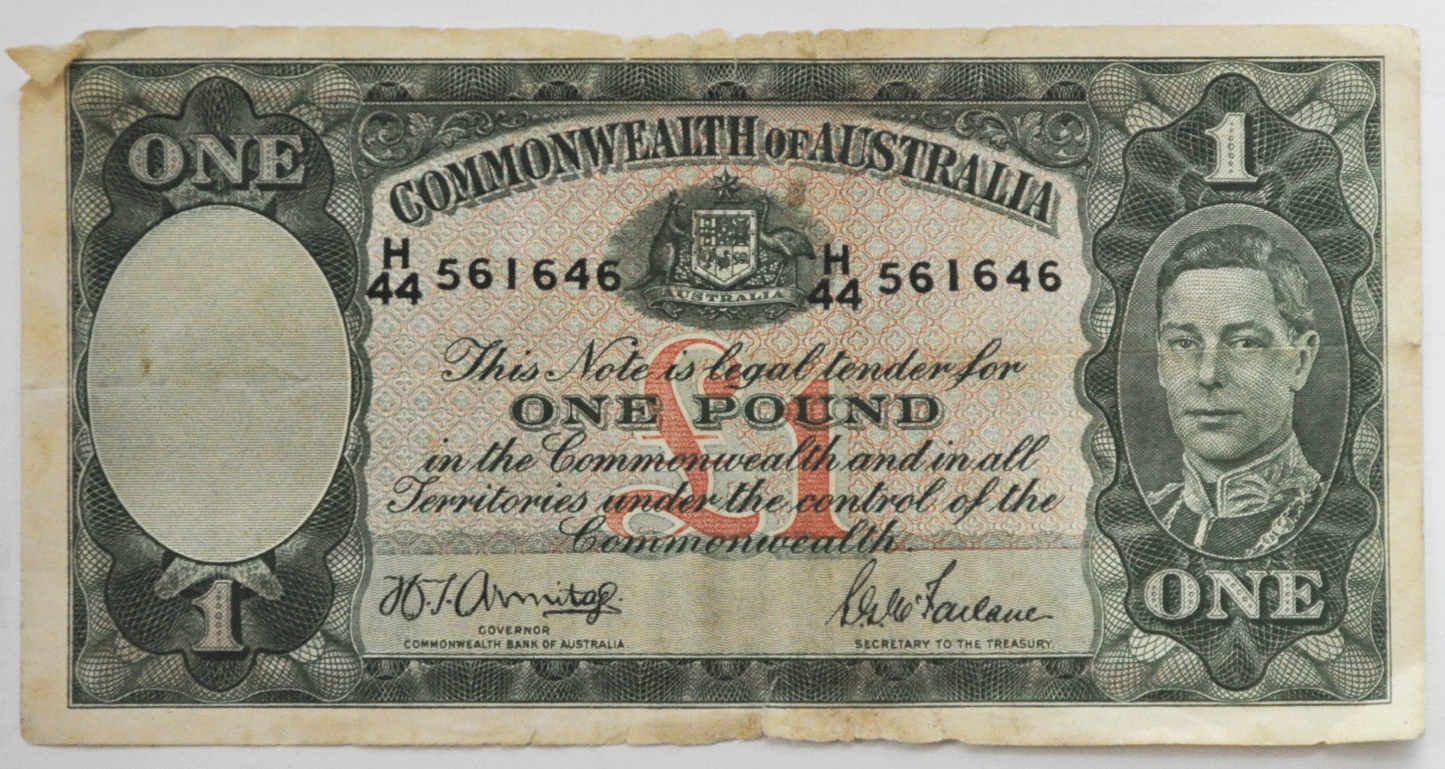 ONE
1
COMMONWEALTH OF AUSTRALIA
H
44 561646
AUSTRALIA
H
44 561646
This Note is legal tender for
ONE POUND
£1
in the Commonwealth and in all
Territories under the control of the
Commonwealth.
H.T. Armitage.
GOVERNOR
COMMONWEALTH BANK OF AUSTRALIA
S.G. McFarlane
SECRETARY TO THE TREASURY.
1
ONE